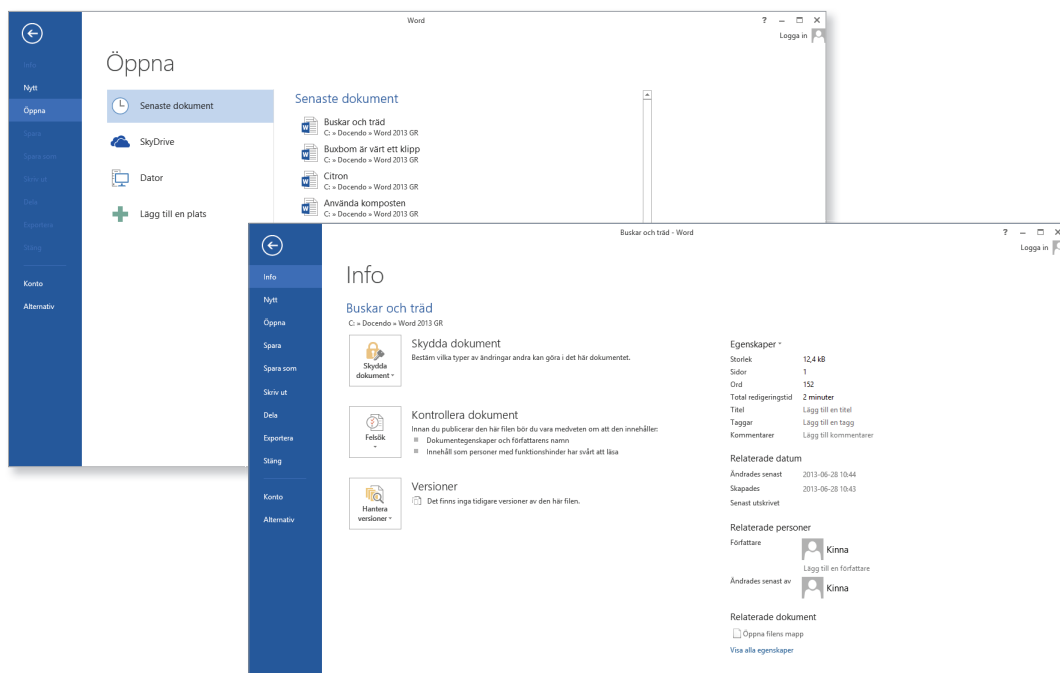 Word
? – □ ✕
Logga in
Info
Nytt
Öppna
Spara
Spara som
Skriv ut
Dela
Exportera
Stäng
Konto
Alternativ
Öppna
Senaste dokument
SkyDrive
Dator
Lägg till en plats
Senaste dokument
Buskar och träd
C: » Docendo » Word 2013 GR
Buxbom är värt ett klipp
C: » Docendo » Word 2013 GR
Citron
C: » Docendo » Word 2013 GR
Använda komposten
C: » Docendo » Word 2013 GR
Buskar och träd - Word
? – □ ✕
Logga in
Info
Nytt
Öppna
Spara
Spara som
Skriv ut
Dela
Exportera
Stäng
Konto
Alternativ
Info
Buskar och träd
C: » Docendo » Word 2013 GR
Skydda
dokument
Skydda dokument
Bestäm vilka typer av ändringar andra kan göra i det här dokumentet.
Felsök
Kontrollera dokument
Innan du publicerar den här filen bör du vara medveten om att den innehåller:
Dokumentegenskaper och författarens namn
Innehåll som personer med funktionshinder har svårt att läsa
Hantera
versioner
Versioner
Det finns inga tidigare versioner av den här filen.
Egenskaper
Storlek 12,4 kB
Sidor 1
Ord 152
Total redigeringstid 2 minuter
Titel Lägg till en titel
Taggar Lägg till en tagg
Kommentarer Lägg till kommentarer
Relaterade datum
Ändrades senast 2013-06-28 10:44
Skapades 2013-06-28 10:43
Senast utskrivet
Relaterade personer
Författare Kinna
Lägg till en författare
Ändrades senast av Kinna
Relaterade dokument
Öppna filens mapp
Visa alla egenskaper